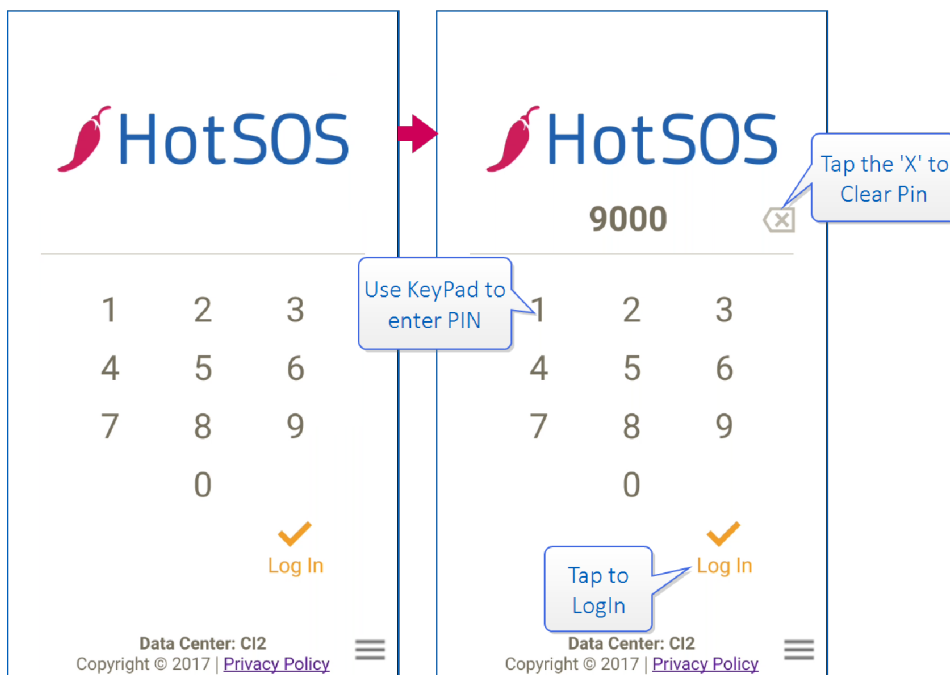 HotSOS
1 2 3
4 5 6
7 8 9
0
Log In
Data Center: CI2
Copyright © 2017 | Privacy Policy
HotSOS
9000
Tap the 'X' to
Clear Pin
Use KeyPad to
enter PIN
1 2 3
4 5 6
7 8 9
0
Log In
Tap to
LogIn
Data Center: CI2
Copyright © 2017 | Privacy Policy